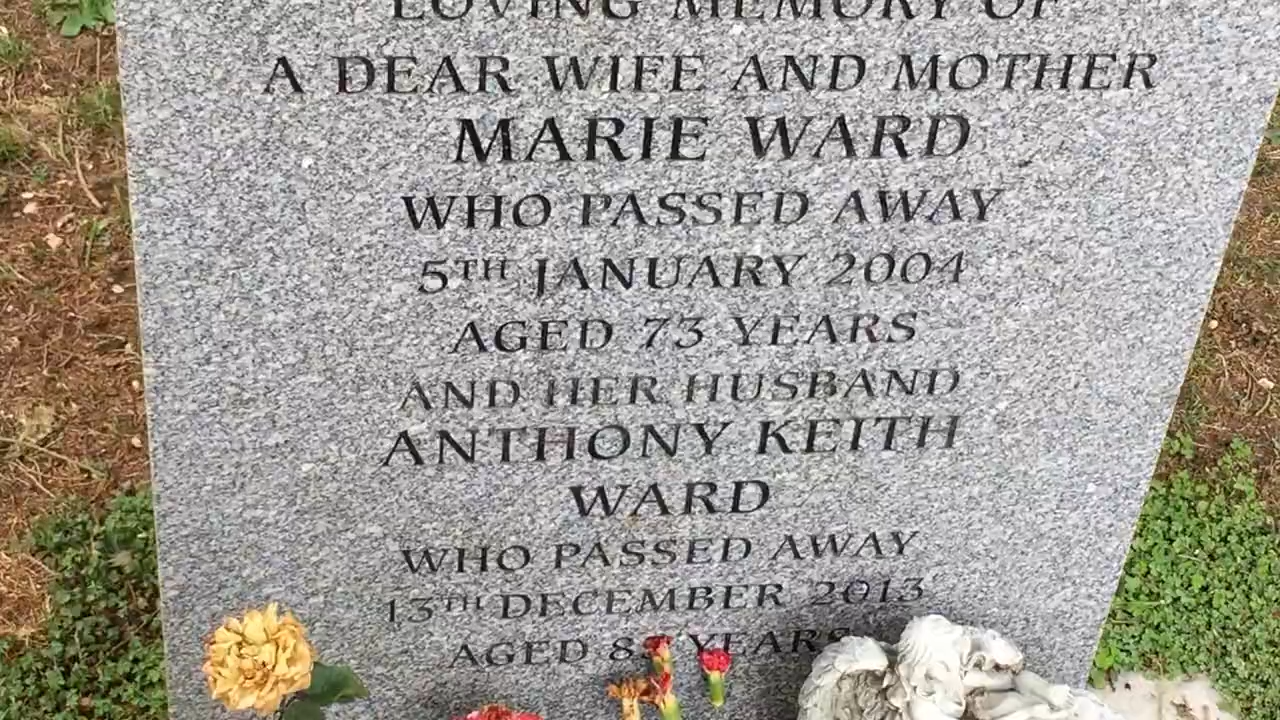 LOVING MEMORY OF
A DEAR WIFE AND MOTHER
MARIE WARD
WHO PASSED AWAY
5TH JANUARY 2004
AGED 73 YEARS
AND HER HUSBAND
ANTHONY KEITH
WARD
WHO PASSED AWAY
13TH DECEMBER 2013
AGED YEARS